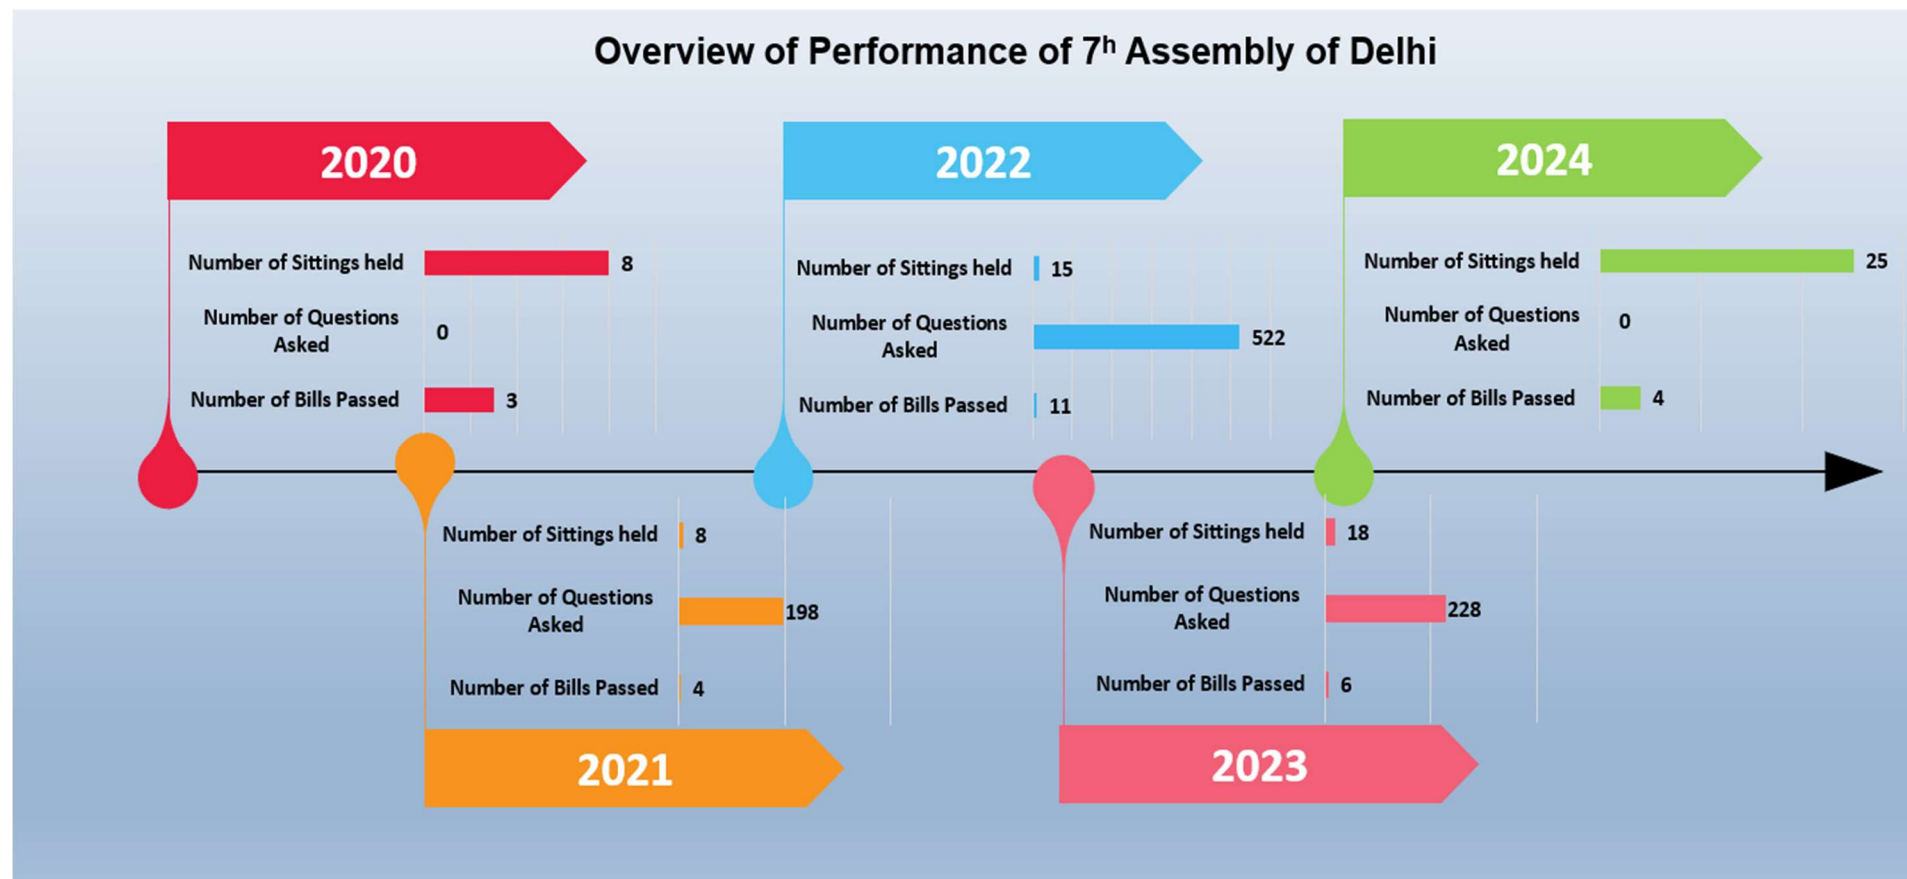 Overview of Performance of 7h Assembly of Delhi
2020
Number of Sittings held 8
Number of Questions
Asked 0
Number of Bills Passed 3
2022
Number of Sittings held 15
Number of Questions
Asked 522
Number of Bills Passed 11
2024
Number of Sittings held 25
Number of Questions
Asked 0
Number of Bills Passed 4
Number of Sittings held 8
Number of Questions
Asked 198
Number of Bills Passed 4
2021
Number of Sittings held 18
Number of Questions
Asked 228
Number of Bills Passed 6
2023